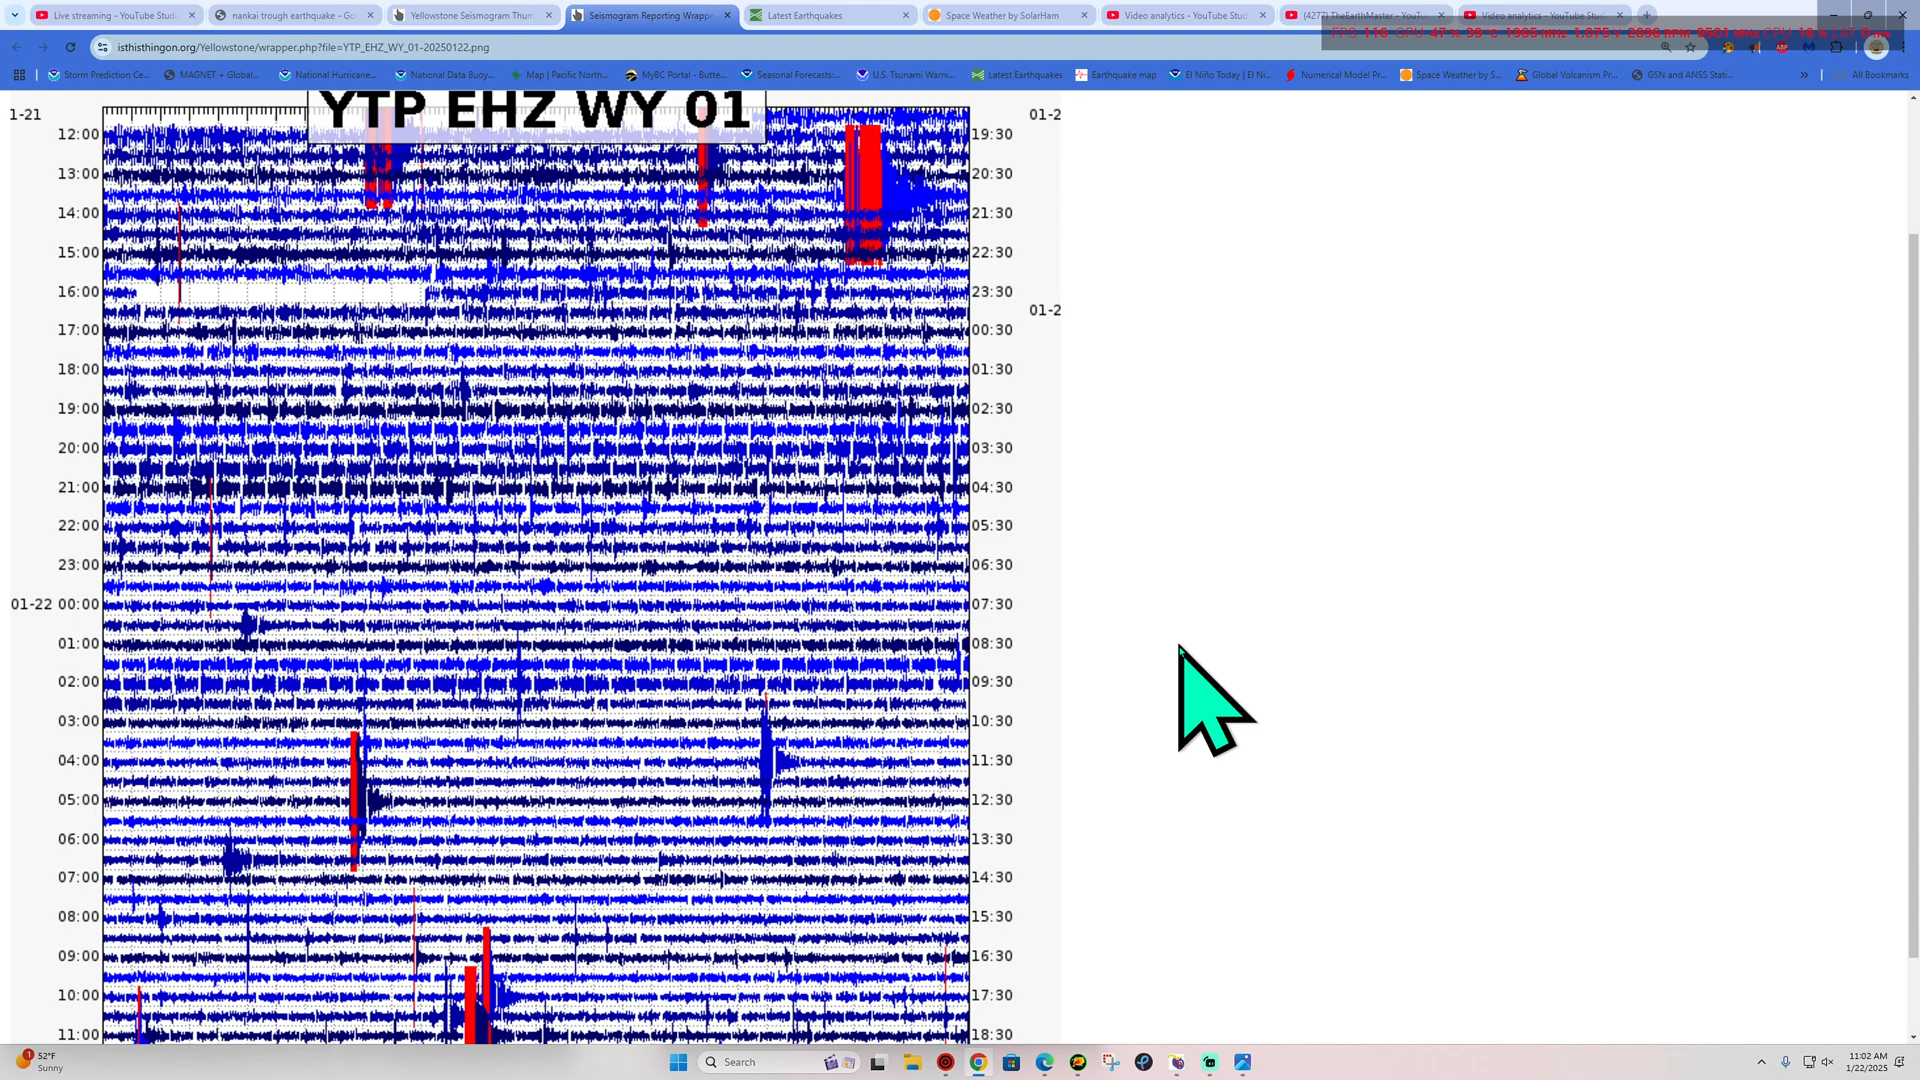 Live streaming - YouTube Studi
nankai trough earthquake - Go
Yellowstone Seismogram Thum
Seismogram Reporting Wrapp
Latest Earthquakes
Space Weather by SolarHam
Video analytics - YouTube Stud
(4277) TheEarthMaster - YouTu
Video analytics - YouTube Stud
isthisthingon.org/Yellowstone/wrapper.php?file=YTP_EHZ_WY_01-20250122.png
Storm Prediction Ce...
MAGNET + Global...
National Hurricane...
National Data Buoy...
Map | Pacific North...
MyBC Portal - Butte...
Seasonal Forecasts:...
U.S. Tsunami Warni...
Latest Earthquakes
Earthquake map
El Niño Today | El Ni...
Numerical Model Pr...
Space Weather by S...
Global Volcanism Pr...
GSN and ANSS Stati...
All Bookmarks
YTP EHZ WY 01
1-21
01-2
12:00 19:30
13:00 20:30
14:00 21:30
15:00 22:30
16:00 23:30
01-2
17:00 00:30
18:00 01:30
19:00 02:30
20:00 03:30
21:00 04:30
22:00 05:30
23:00 06:30
01-22 00:00 07:30
01:00 08:30
02:00 09:30
03:00 10:30
04:00 11:30
05:00 12:30
06:00 13:30
07:00 14:30
08:00 15:30
09:00 16:30
10:00 17:30
11:00 18:30
1
52°F
Sunny
Search
11:02 AM
1/22/2025